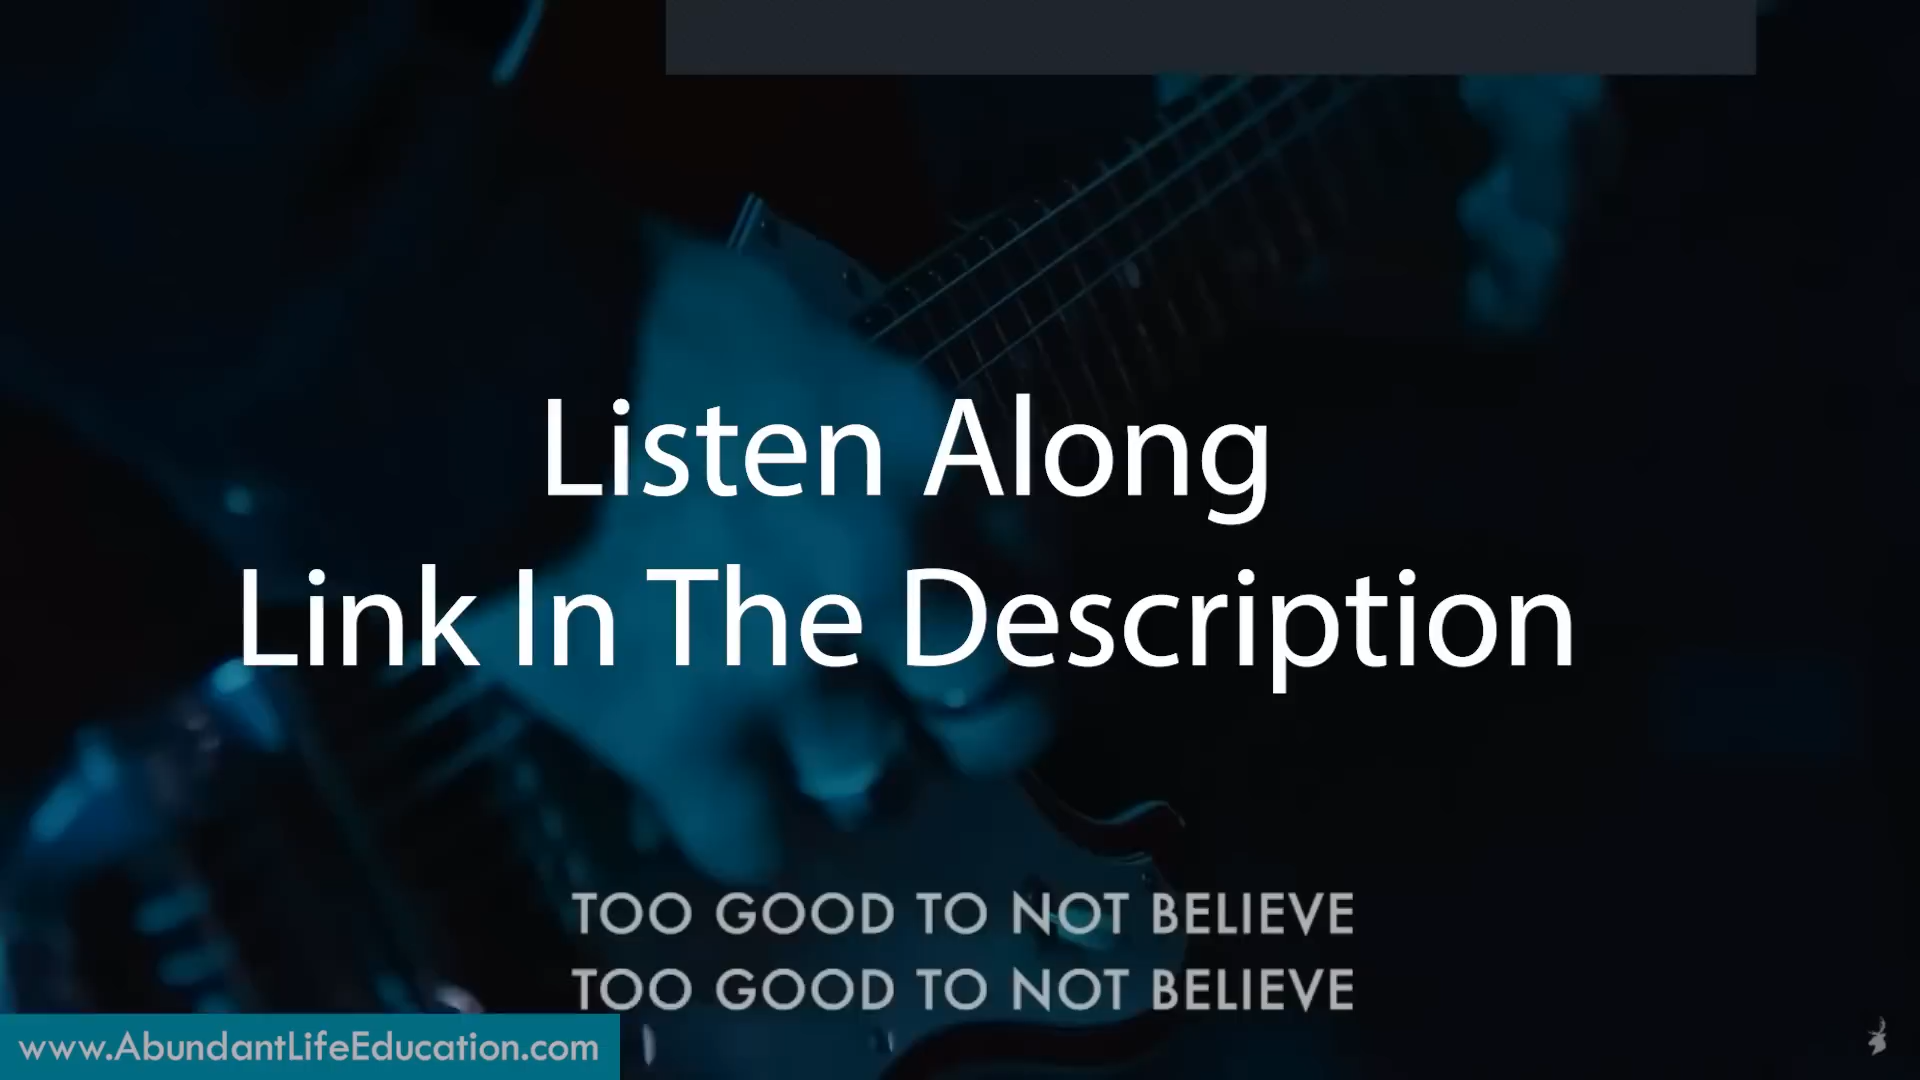 Listen Along
Link In The Description
TOO GOOD TO NOT BELIEVE
TOO GOOD TO NOT BELIEVE
www.AbundantLifeEducation.com